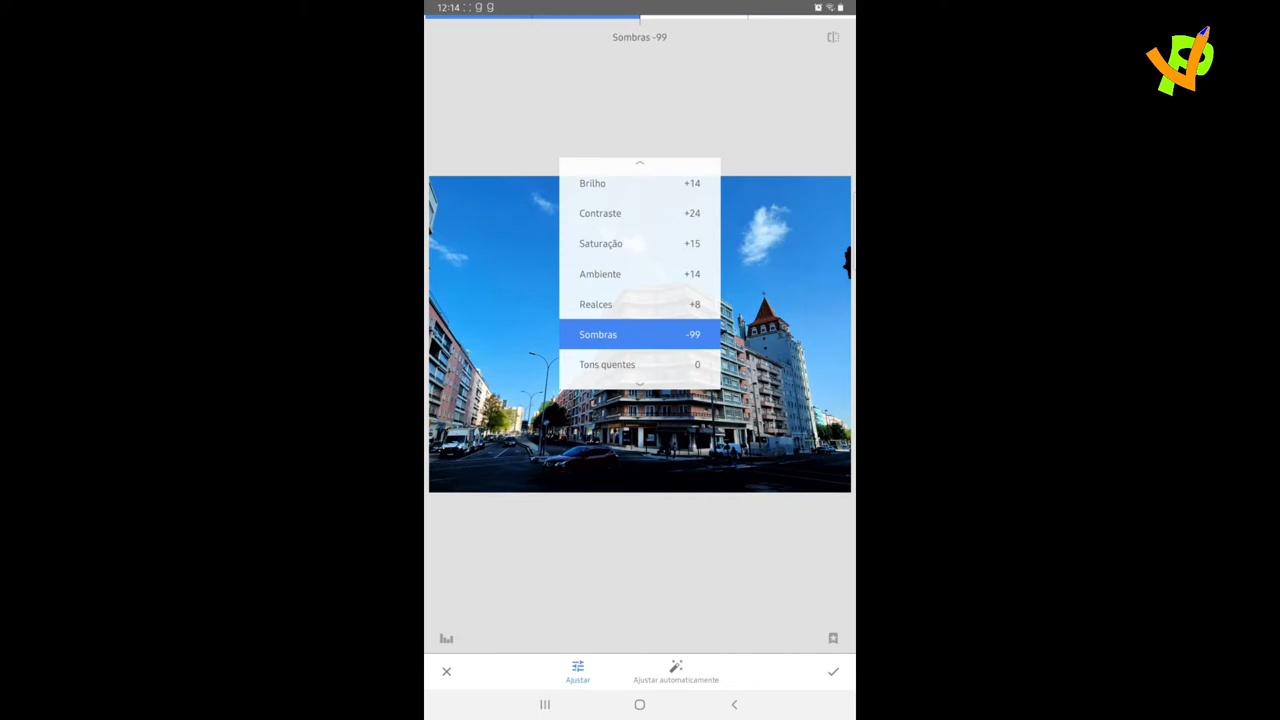 12:14
Sombras -99
Brilho +14
Contraste +24
Saturação +15
Ambiente +14
Realces +8
Sombras -99
Tons quentes 0
Ajustar
Ajustar automaticamente